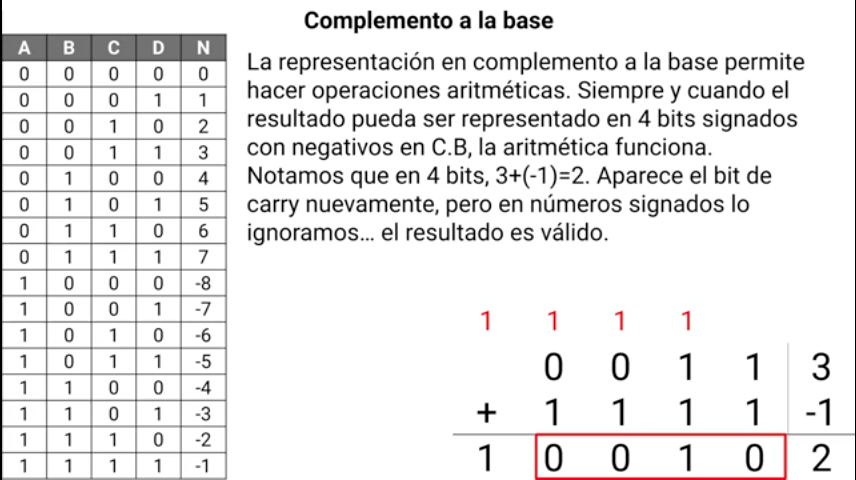 Complemento a la base
A B C D N
0 0 0 0 0
0 0 0 1 1
0 0 1 0 2
0 0 1 1 3
0 1 0 0 4
0 1 0 1 5
0 1 1 0 6
0 1 1 1 7
1 0 0 0 -8
1 0 0 1 -7
1 0 1 0 -6
1 0 1 1 -5
1 1 0 0 -4
1 1 0 1 -3
1 1 1 0 -2
1 1 1 1 -1
La representación en complemento a la base permite
hacer operaciones aritméticas. Siempre y cuando el
resultado pueda ser representado en 4 bits signados
con negativos en C.B, la aritmética funciona.
Notamos que en 4 bits, 3+(-1)=2. Aparece el bit de
carry nuevamente, pero en números signados lo
ignoramos... el resultado es válido.
1 1 1 1
0 0 1 1 3
+ 1 1 1 1 -1
1 0 0 1 0 2